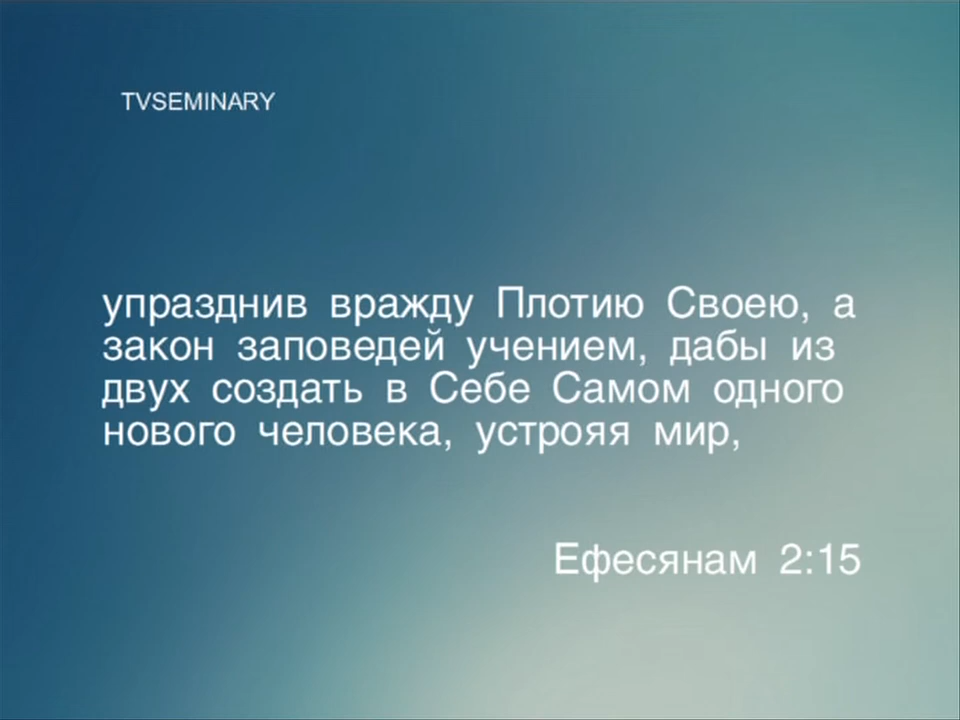 TVSEMINARY
упразднив вражду Плотию Своею, а
закон заповедей учением, дабы из
двух создать в Себе Самом одного
нового человека, устрояя мир,
Ефесянам 2:15